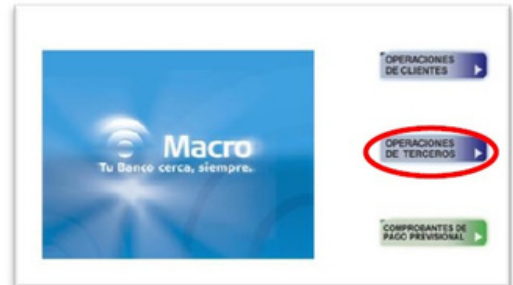 Macro
Tu Banco cerca, siempre.
OPERACIONES
DE CLIENTES
OPERACIONES
DE TERCEROS
COMPROBANTES DE
PAGO PREVISIONAL